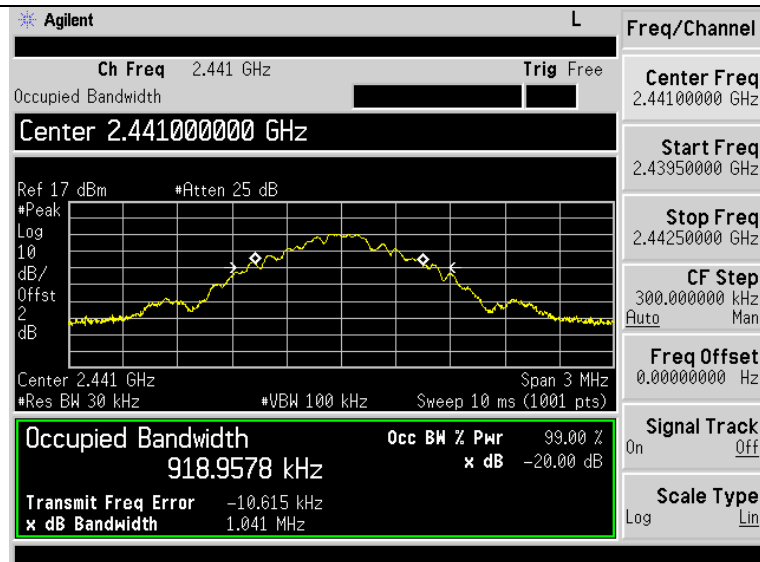 Agilent L
Freq/Channel
Ch Freq 2.441 GHz Trig Free
Occupied Bandwidth
Center 2.441000000 GHz
Ref 17 dBm #Atten 25 dB
#Peak
Log
10
dB/
Offst
2
dB
Center 2.441 GHz Span 3 MHz
#Res BW 30 kHz #VBW 100 kHz Sweep 10 ms (1001 pts)
Occupied Bandwidth
918.9578 kHz
Occ BW % Pwr 99.00 %
x dB -20.00 dB
Transmit Freq Error -10.615 kHz
x dB Bandwidth 1.041 MHz
Center Freq
2.44100000 GHz
Start Freq
2.43950000 GHz
Stop Freq
2.44250000 GHz
CF Step
300.000000 kHz
Auto Man
Freq Offset
0.00000000 Hz
Signal Track
On Off
Scale Type
Log Lin